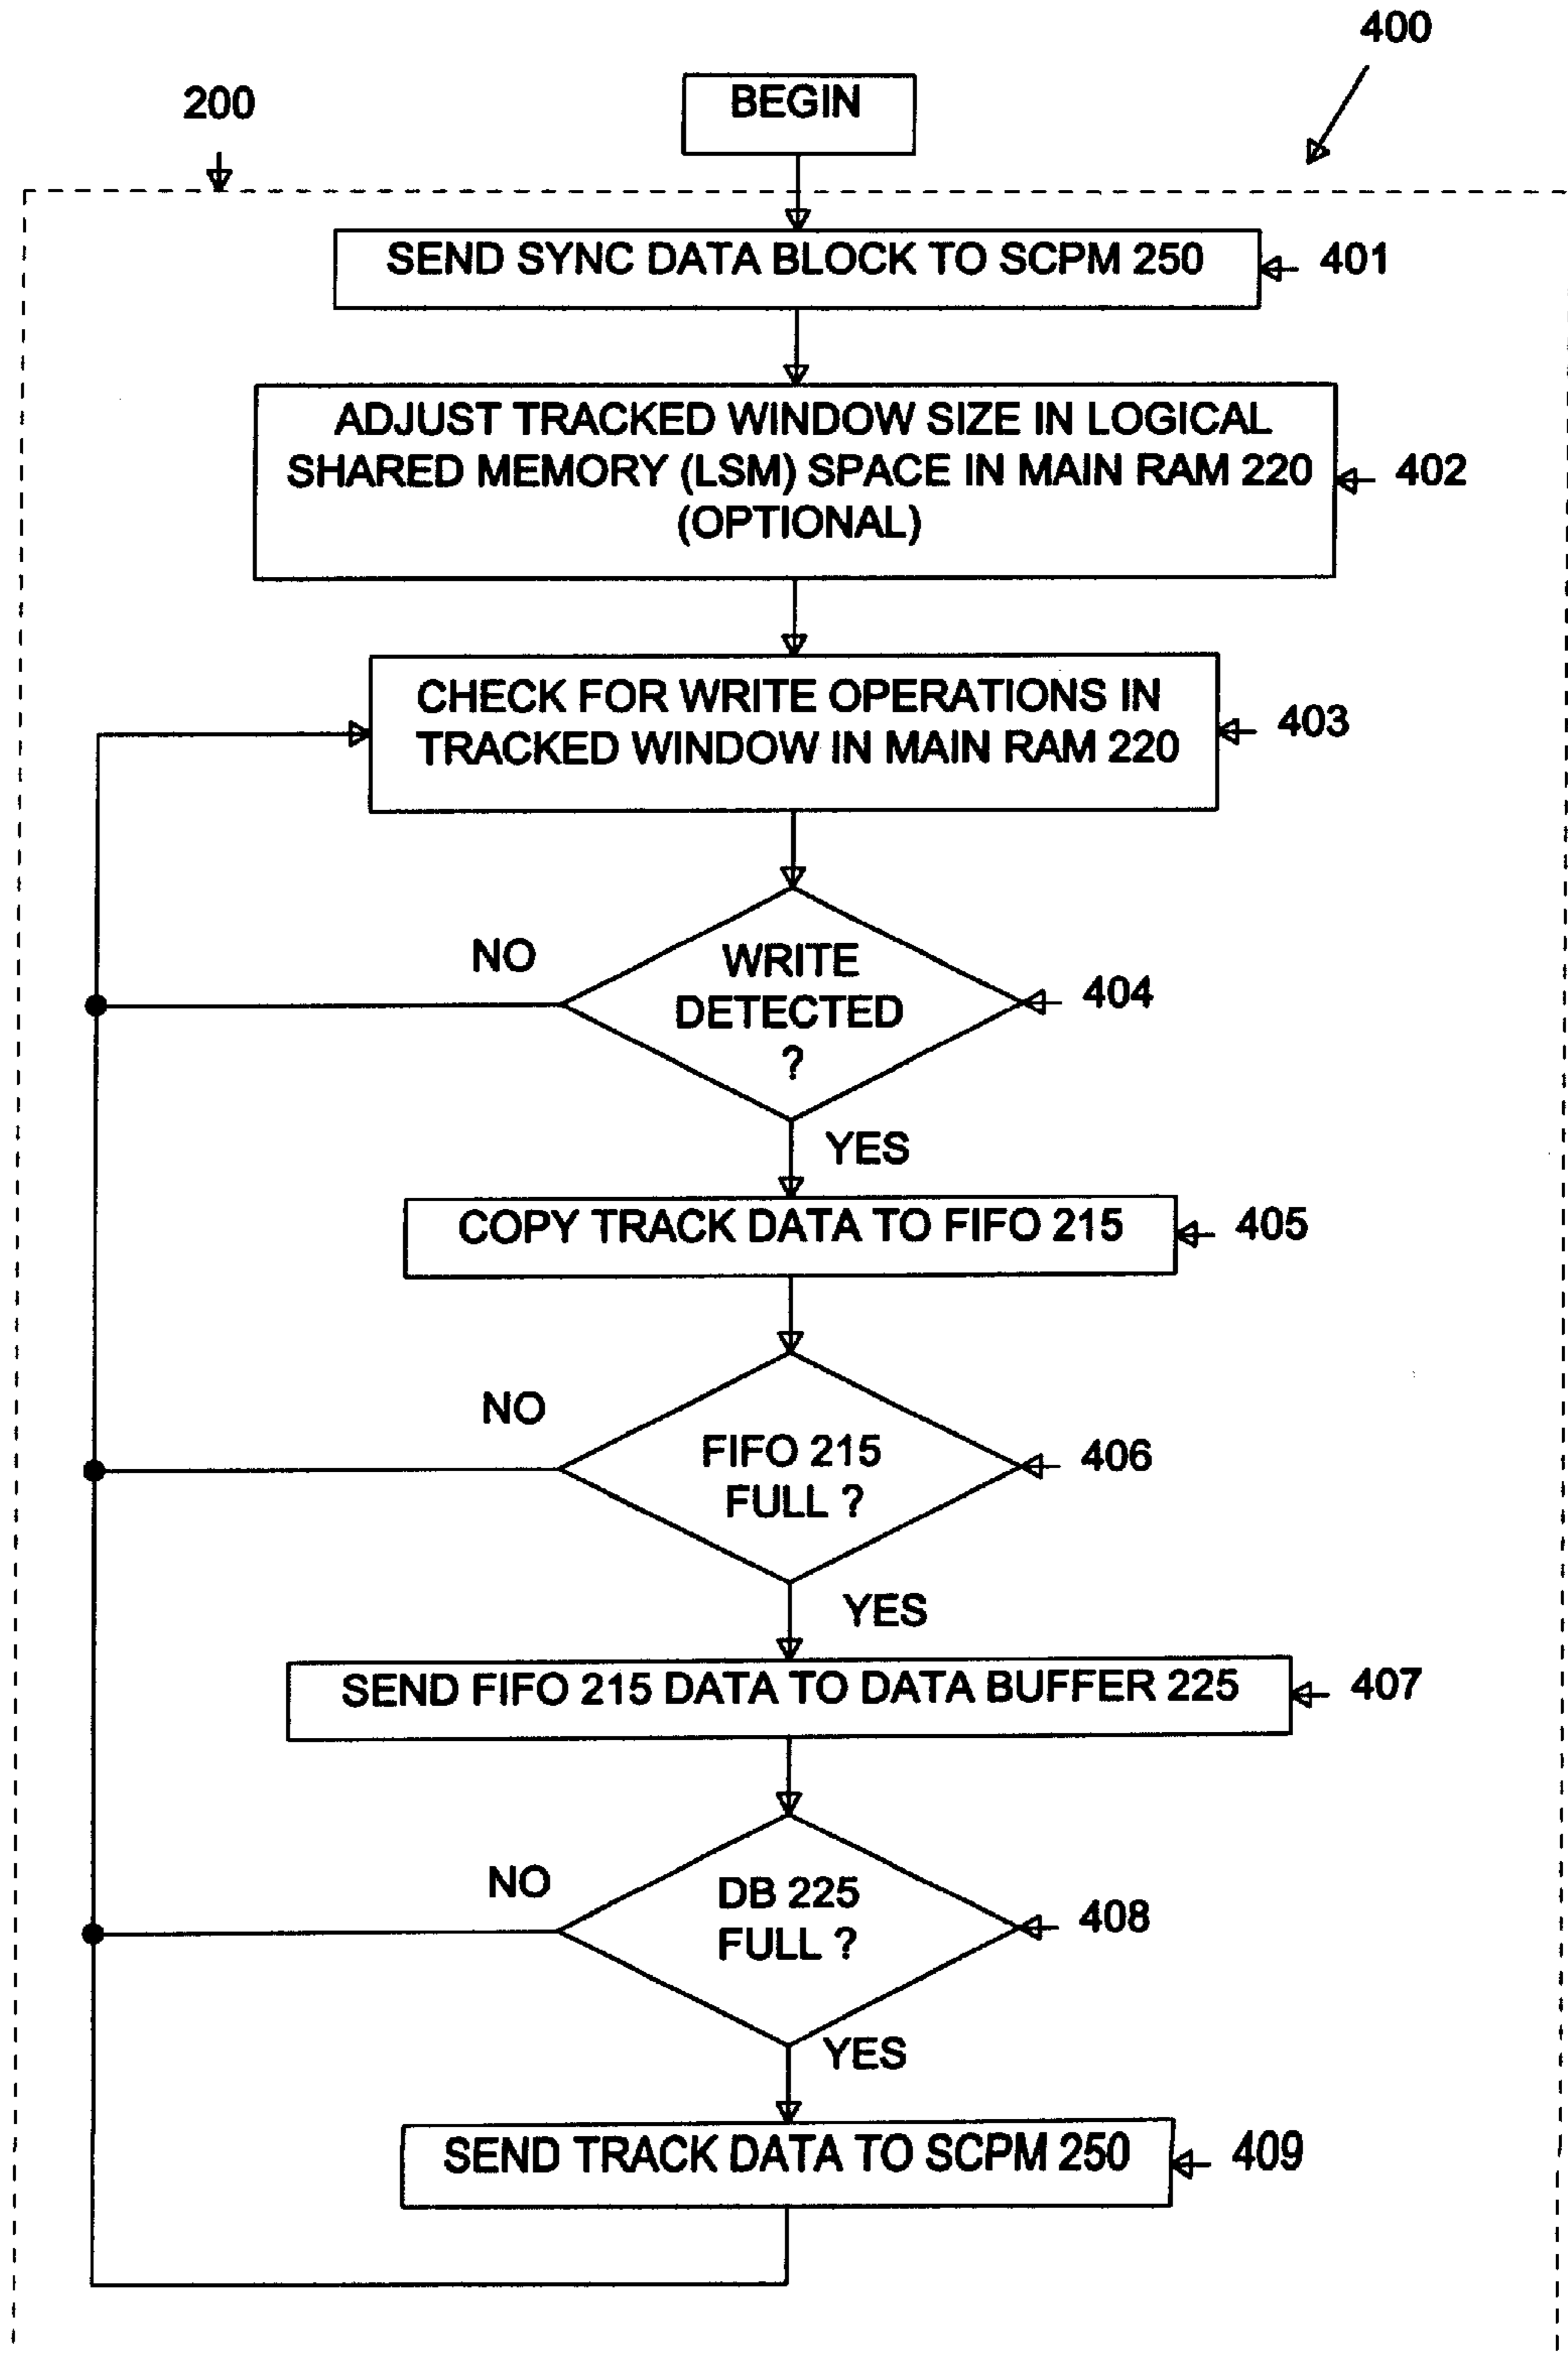 400
200
BEGIN
SEND SYNC DATA BLOCK TO SCPM 250
401
ADJUST TRACKED WINDOW SIZE IN LOGICAL
SHARED MEMORY (LSM) SPACE IN MAIN RAM 220
(OPTIONAL)
402
CHECK FOR WRITE OPERATIONS IN
TRACKED WINDOW IN MAIN RAM 220
403
NO
WRITE
DETECTED
?
404
YES
COPY TRACK DATA TO FIFO 215
405
NO
FIFO 215
FULL ?
406
YES
SEND FIFO 215 DATA TO DATA BUFFER 225
407
NO
DB 225
FULL ?
408
YES
SEND TRACK DATA TO SCPM 250
409